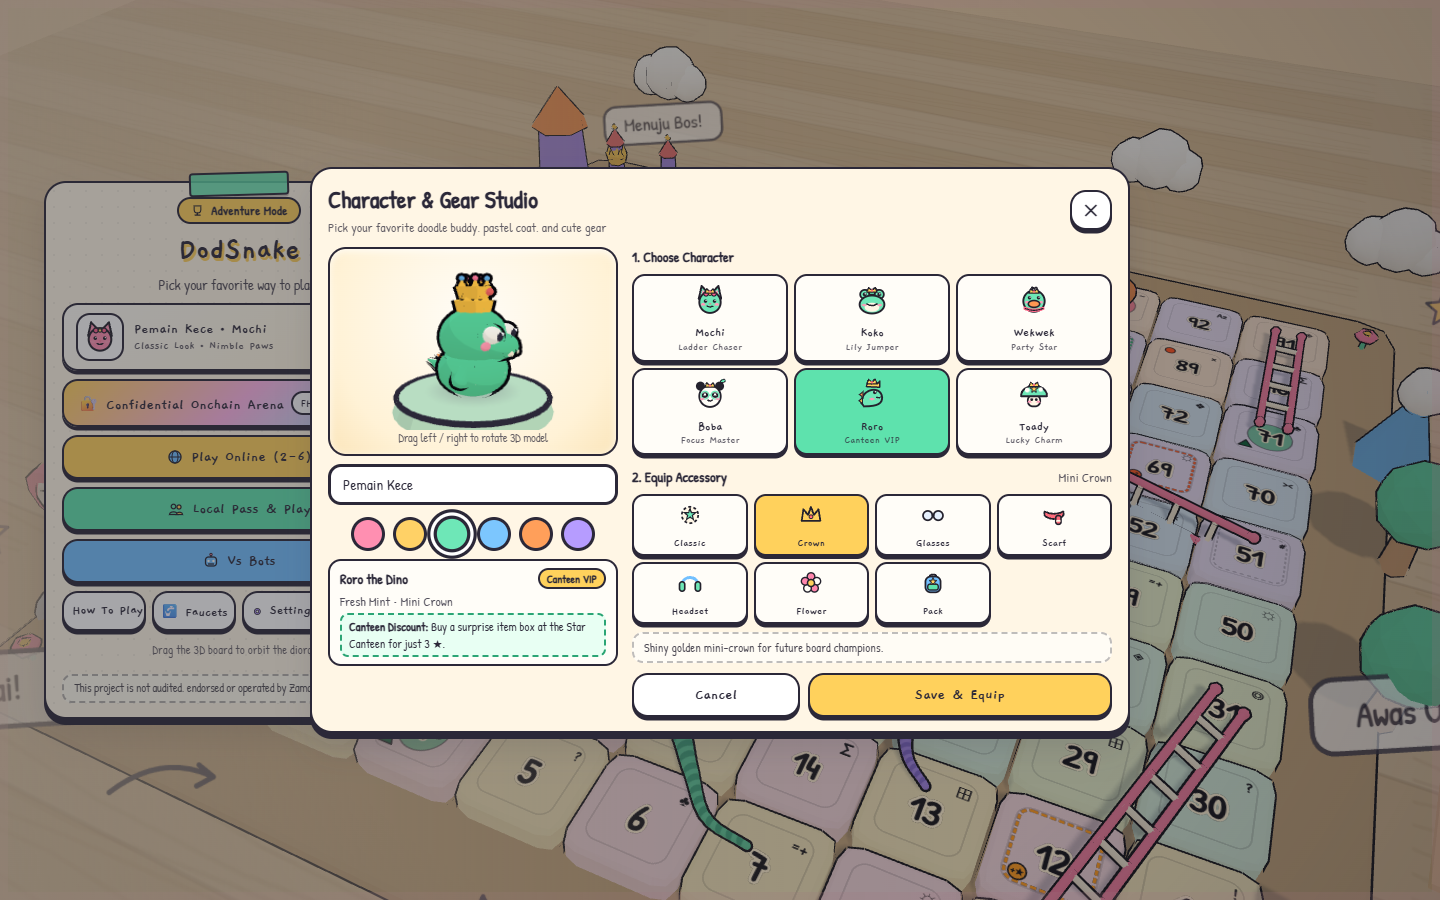 Menuju Bos!
Adventure Mode
DodSnake
Pick your favorite way to pla
Pemain Kece • Mochi
Classic Look • Nimble Paws
Confidential Onchain Arena
Play Online (2-6)
Local Pass & Play
Vs Bots
How To Play
Faucets
Setting
Drag the 3D board to orbit the dior
This project is not audited. endorsed or operated by Zama
Character & Gear Studio
Pick your favorite doodle buddy. pastel coat. and cute gear
Drag left / right to rotate 3D model
Pemain Kece
Roro the Dino
Canteen VIP
Fresh Mint · Mini Crown
Canteen Discount: Buy a surprise item box at the Star
Canteen for just 3 ★.
1. Choose Character
Mochi
Ladder Chaser
Koko
Lily Jumper
Wekwek
Party Star
Boba
Focus Master
Roro
Canteen VIP
Toady
Lucky Charm
2. Equip Accessory
Mini Crown
Classic
Crown
Glasses
Scarf
Headset
Flower
Pack
Shiny golden mini-crown for future board champions.
Cancel
Save & Equip
92
89
72
71
69
70
52
51
50
31
29
30
14
13
12
5
6
7
Awas U